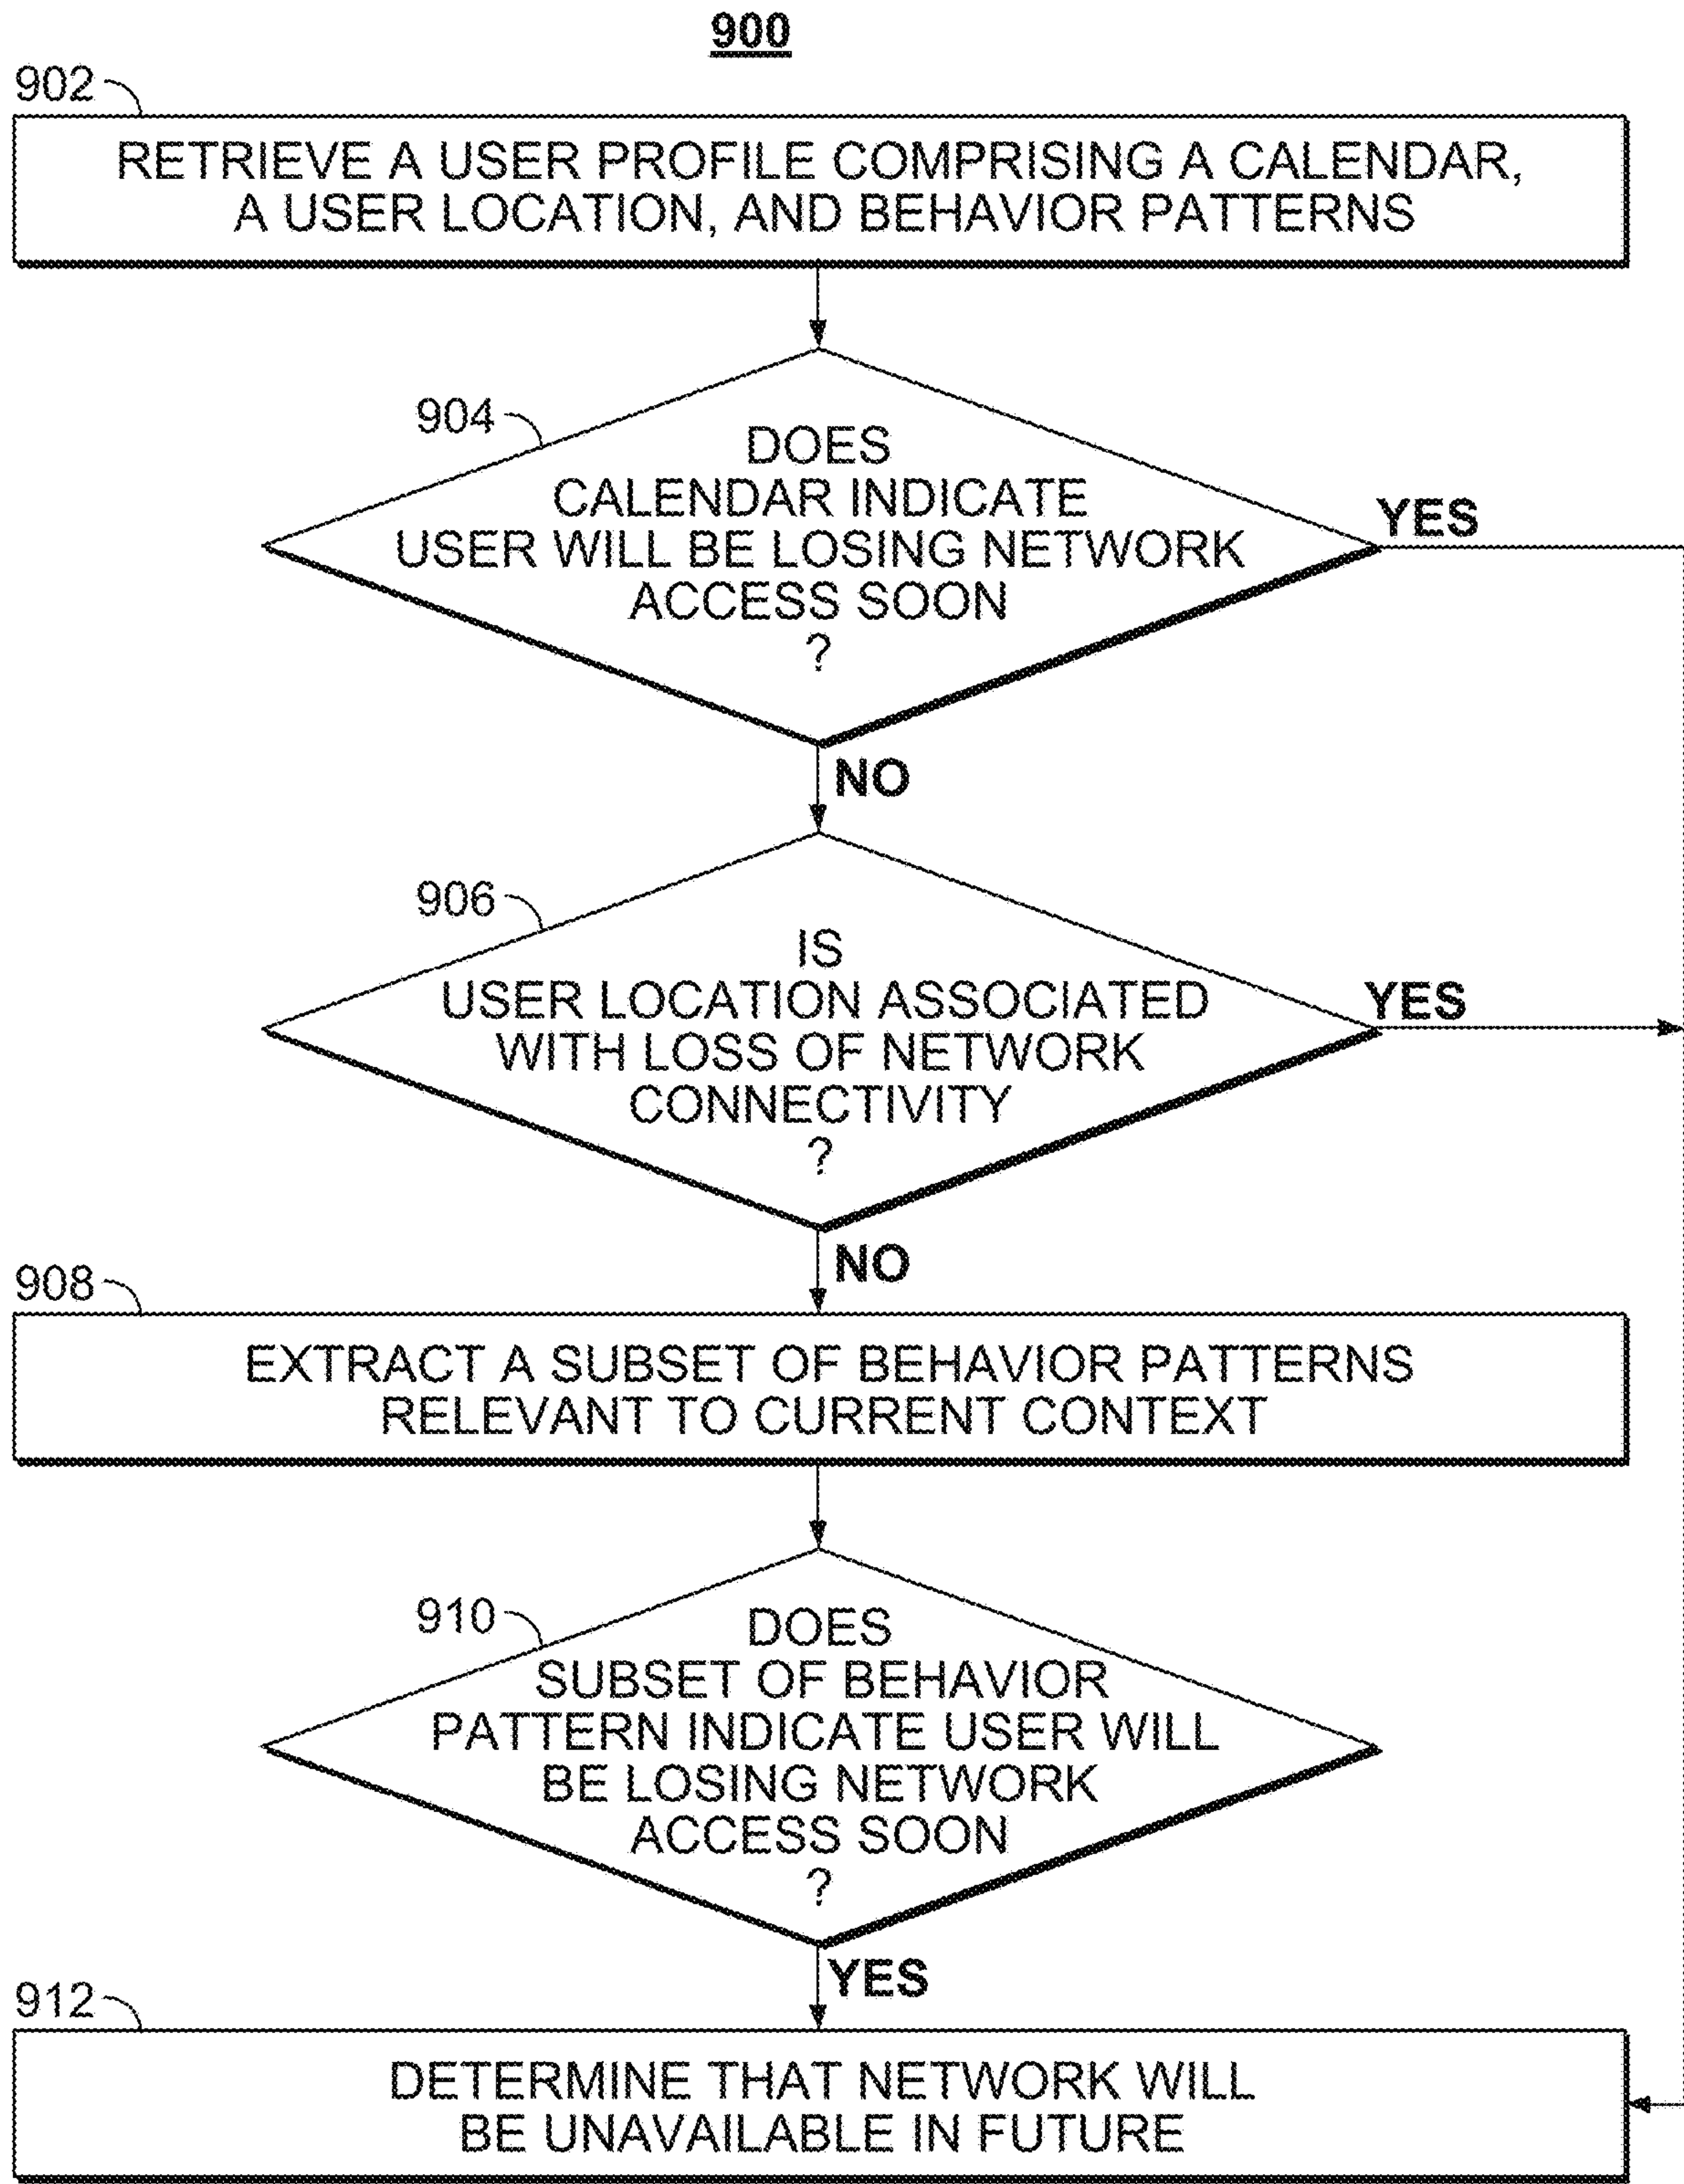 900
902
RETRIEVE A USER PROFILE COMPRISING A CALENDAR,
A USER LOCATION, AND BEHAVIOR PATTERNS
904
DOES
CALENDAR INDICATE
USER WILL BE LOSING NETWORK
ACCESS SOON
?
YES
NO
906
IS
USER LOCATION ASSOCIATED
WITH LOSS OF NETWORK
CONNECTIVITY
?
YES
NO
908
EXTRACT A SUBSET OF BEHAVIOR PATTERNS
RELEVANT TO CURRENT CONTEXT
910
DOES
SUBSET OF BEHAVIOR
PATTERN INDICATE USER WILL
BE LOSING NETWORK
ACCESS SOON
?
YES
912
DETERMINE THAT NETWORK WILL
BE UNAVAILABLE IN FUTURE